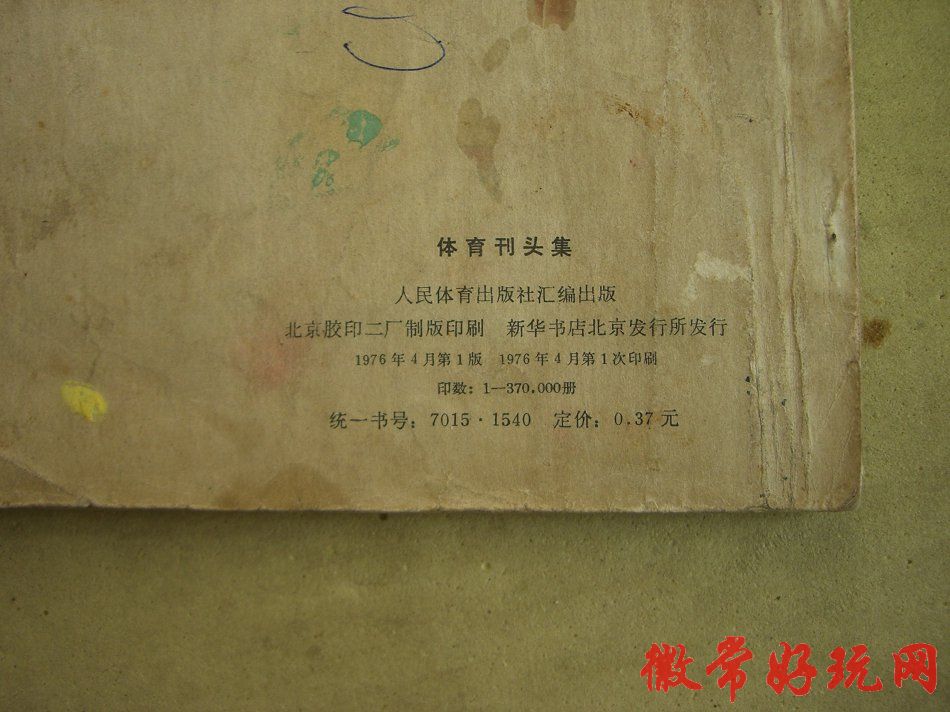 体育刊头集
人民体育出版社汇编出版
北京胶印二厂制版印刷 新华书店北京发行所发行
1976年4月第1版 1976年4月第1次印刷
印数：1—370.000册
统一书号：7015·1540 定价：0.37元
徽常好玩网